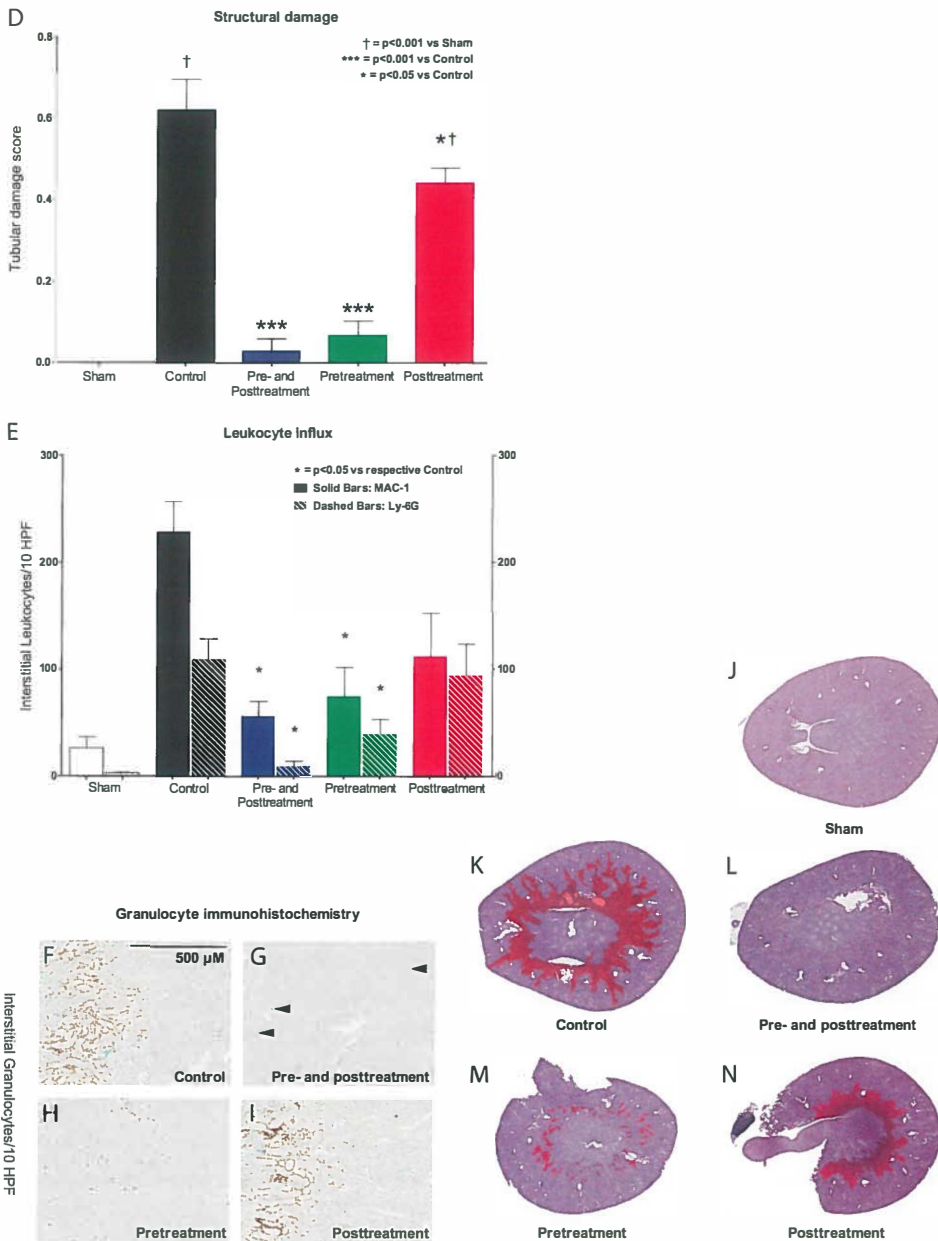 D
Structural damage
† = p<0.001 vs Sham
*** = p<0.001 vs Control
* = p<0.05 vs Control
Tubular damage score
0.8
0.6
0.4
0.2
0.0
†
***
***
*†
Sham
Control
Pre- and
Posttreatment
Pretreatment
Posttreatment
E
Leukocyte influx
* = p<0.05 vs respective Control
Solid Bars: MAC-1
Dashed Bars: Ly-6G
Interstitial Leukocytes/10 HPF
300
200
100
0
300
200
100
0
*
*
*
*
Sham
Control
Pre- and
Posttreatment
Pretreatment
Posttreatment
Granulocyte immunohistochemistry
Interstitial Granulocytes/10 HPF
F
500 µM
Control
G
Pre- and posttreatment
H
Pretreatment
I
Posttreatment
J
Sham
K
Control
L
Pre- and posttreatment
M
Pretreatment
N
Posttreatment